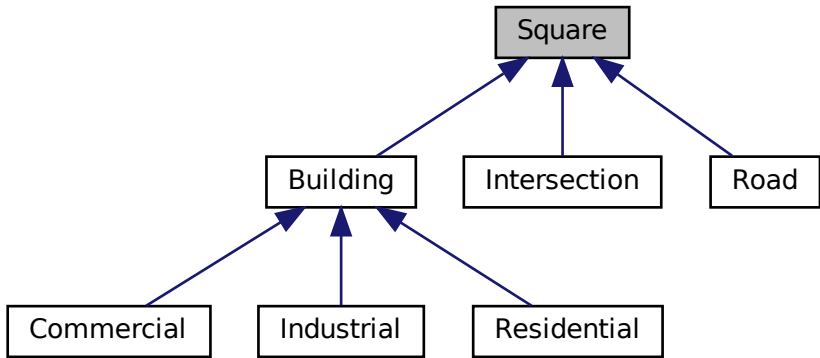 Square
Building
Intersection
Road
Commercial
Industrial
Residential